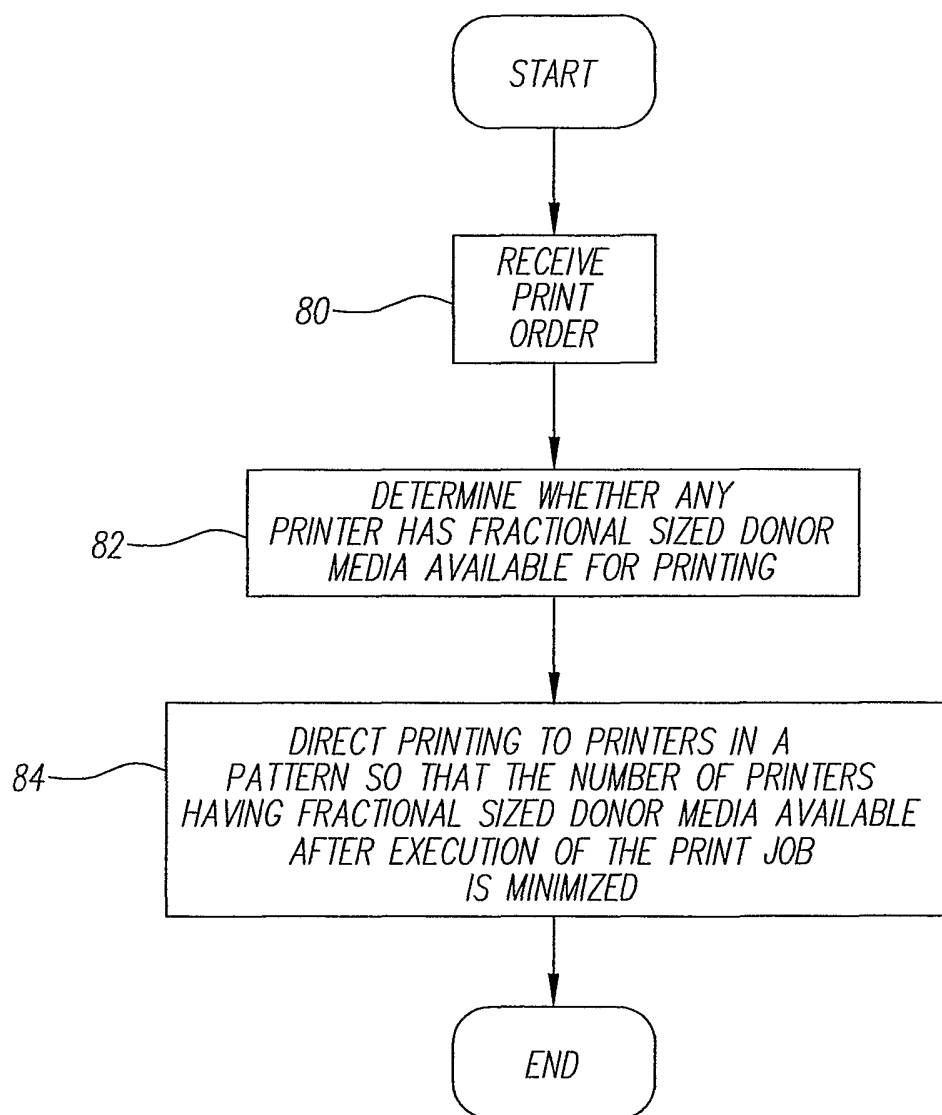 START
RECEIVE
PRINT
ORDER
80
DETERMINE WHETHER ANY
PRINTER HAS FRACTIONAL SIZED DONOR
MEDIA AVAILABLE FOR PRINTING
82
DIRECT PRINTING TO PRINTERS IN A
PATTERN SO THAT THE NUMBER OF PRINTERS
HAVING FRACTIONAL SIZED DONOR MEDIA AVAILABLE
AFTER EXECUTION OF THE PRINT JOB
IS MINIMIZED
84
END